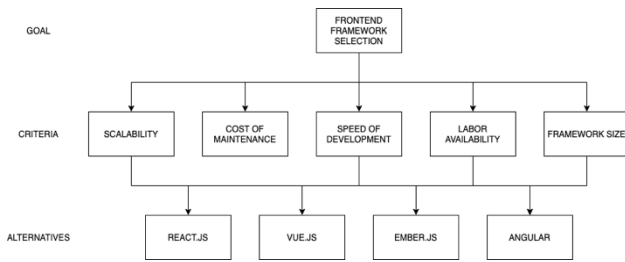 GOAL
FRONTEND
FRAMEWORK
SELECTION
CRITERIA
SCALABILITY
COST OF
MAINTENANCE
SPEED OF
DEVELOPMENT
LABOR
AVAILABILITY
FRAMEWORK SIZE
ALTERNATIVES
REACT.JS
VUE.JS
EMBER.JS
ANGULAR